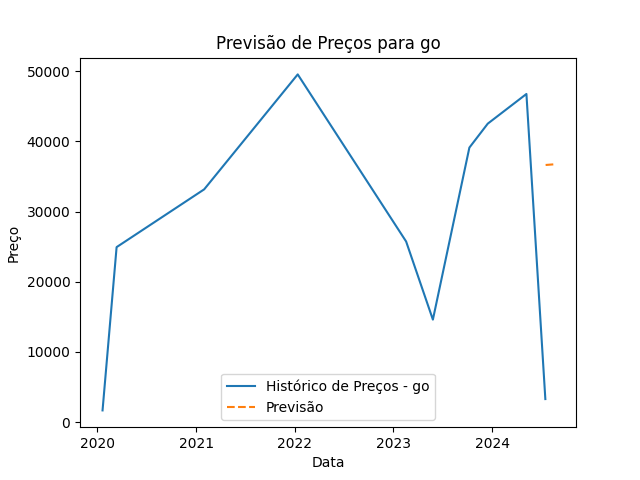 Previsão de Preços para go
50000
40000
30000
20000
10000
0
Preço
Histórico de Preços - go
Previsão
2020 2021 2022 2023 2024
Data